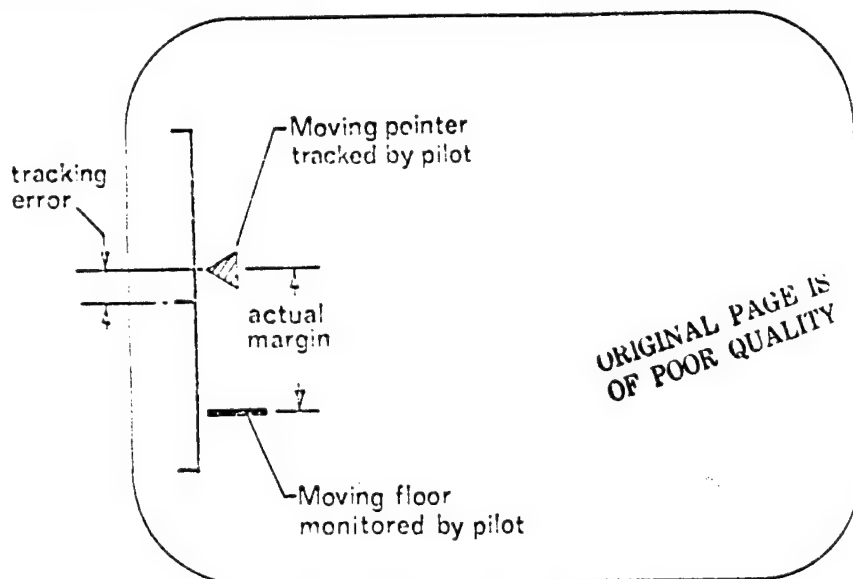 Moving pointer
tracked by pilot
tracking
error
actual
margin
ORIGINAL PAGE IS
OF POOR QUALITY
Moving floor
monitored by pilot